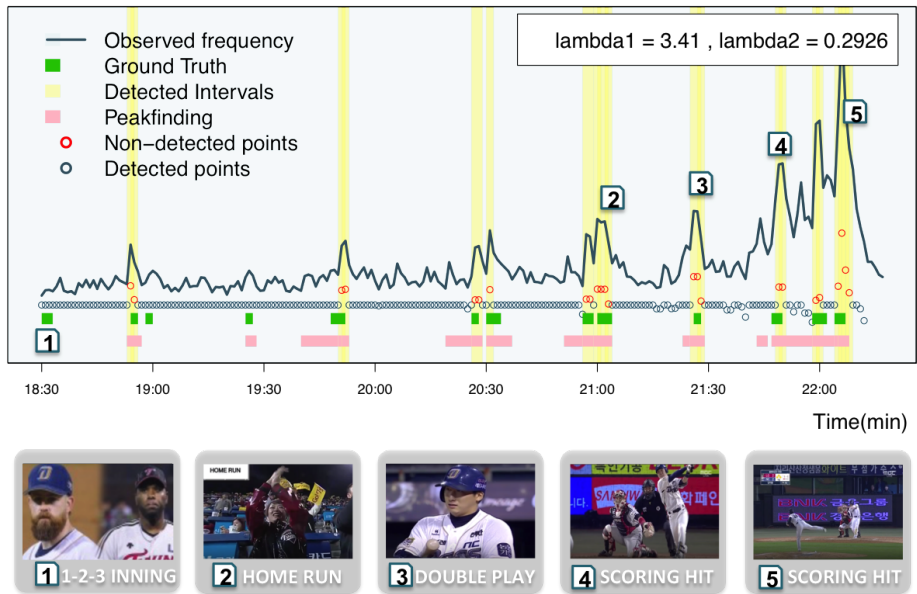 lambda1 = 3.41 , lambda2 = 0.2926
Observed frequency
Ground Truth
Detected Intervals
Peakfinding
Non−detected points
Detected points
1
2
3
4
5
18:30 19:00 19:30 20:00 20:30 21:00 21:30 22:00
Time(min)
HOME RUN
1 1-2-3 INNING
2 HOME RUN
3 DOUBLE PLAY
4 SCORING HIT
5 SCORING HIT